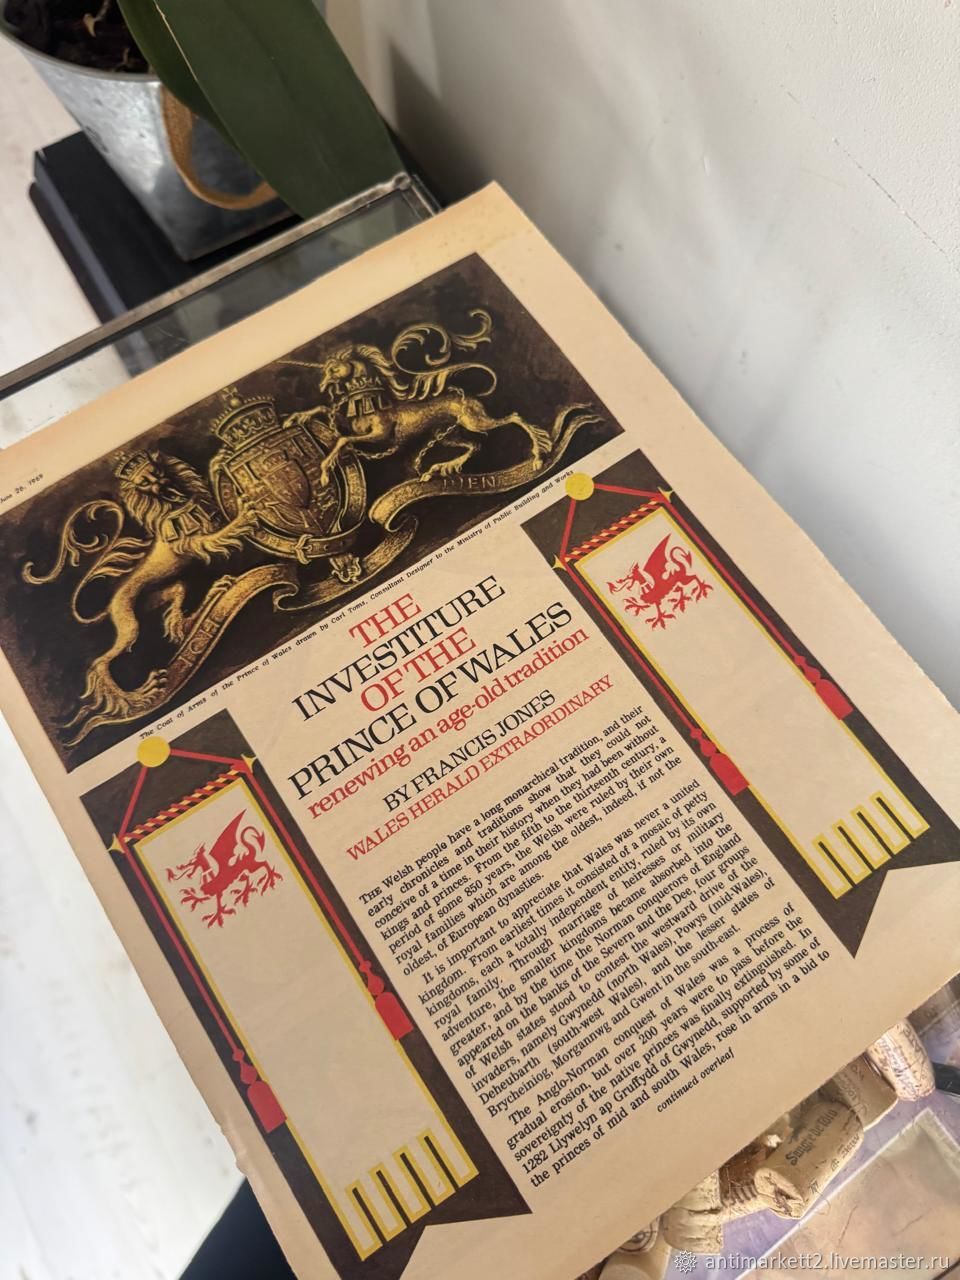 June 26, 1969
ICH
DIEN
The Coat of Arms of the Prince of Wales drawn by Carl Toms, Consultant Designer to the Ministry of Public Building and Works
THE
INVESTITURE
OF THE
PRINCE OF WALES
renewing an age-old tradition
BY FRANCIS JONES
WALES HERALD EXTRAORDINARY
THE Welsh people have a long monarchical tradition, and their
early chronicles and traditions show that they could not
conceive of a time in their history when they had been without
kings and princes. From the fifth to the thirteenth century, a
period of some 850 years, the Welsh were ruled by their own
royal families which are among the oldest, indeed, if not the
oldest, of European dynasties.
It is important to appreciate that Wales was never a united
kingdom. From earliest times it consisted of a mosaic of petty
kingdoms, each a totally independent entity, ruled by its own
royal family. Through marriage of heiresses or military
adventure, the smaller kingdoms became absorbed into the
greater, and by the time the Norman conquerors of England
appeared on the banks of the Severn and the Dee, four groups
of Welsh states stood to contest the westward drive of the
invaders, namely Gwynedd (north Wales) Powys (mid-Wales),
Deheubarth (south-west Wales), and the lesser states of
Brycheiniog, Morgannwg and Gwent in the south-east.
The Anglo-Norman conquest of Wales was a process of
gradual erosion, but over 200 years were to pass before the
sovereignty of the native princes was finally extinguished. In
1282 Llywelyn ap Gruffydd of Gwynedd, supported by some of
the princes of mid and south Wales, rose in arms in a bid to
continued overleaf
antimarkett2.livemaster.ru